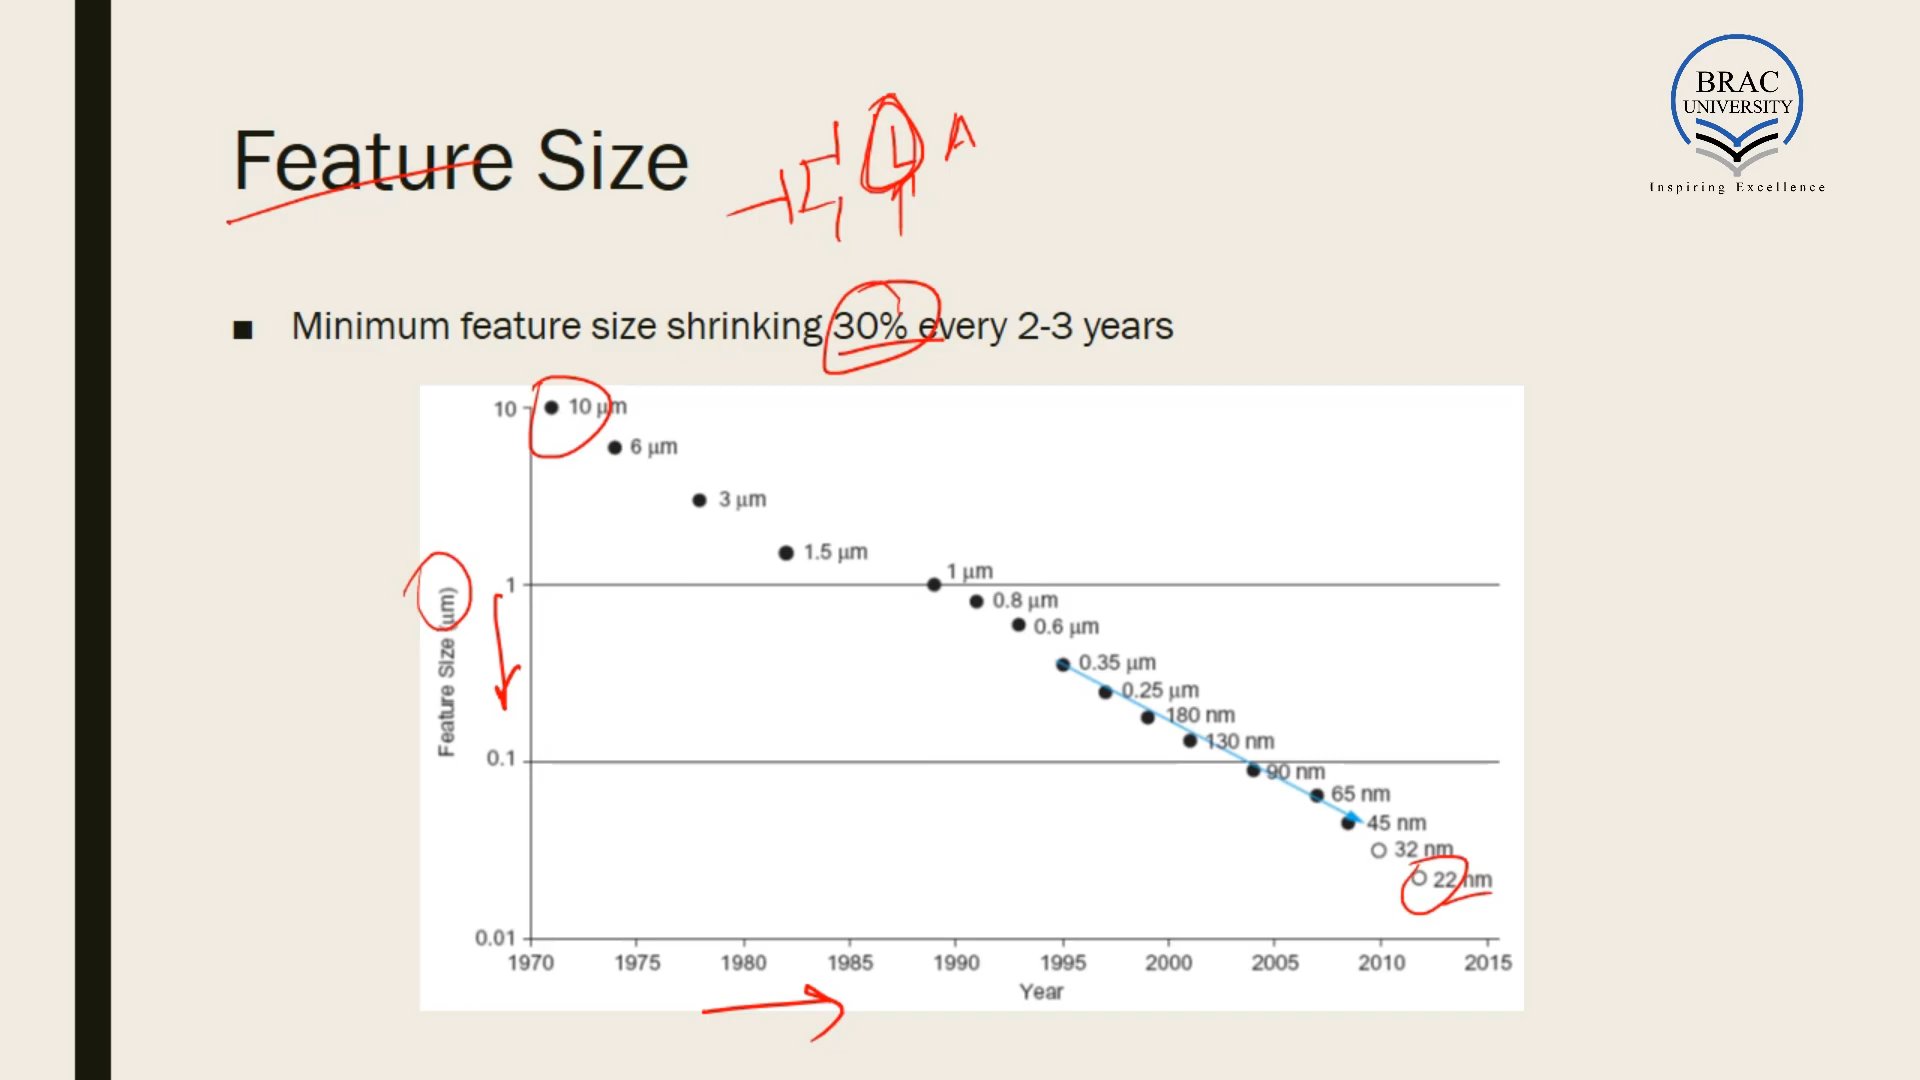 BRAC
UNIVERSITY
Inspiring Excellence
Feature Size
L A
■ Minimum feature size shrinking 30% every 2-3 years
10
10 μm
6 μm
3 μm
1.5 μm
1
1 μm
0.8 μm
0.6 μm
0.35 μm
0.25 μm
180 nm
130 nm
0.1
90 nm
65 nm
45 nm
32 nm
22 nm
0.01
Feature Size (μm)
1970 1975 1980 1985 1990 1995 2000 2005 2010 2015
Year